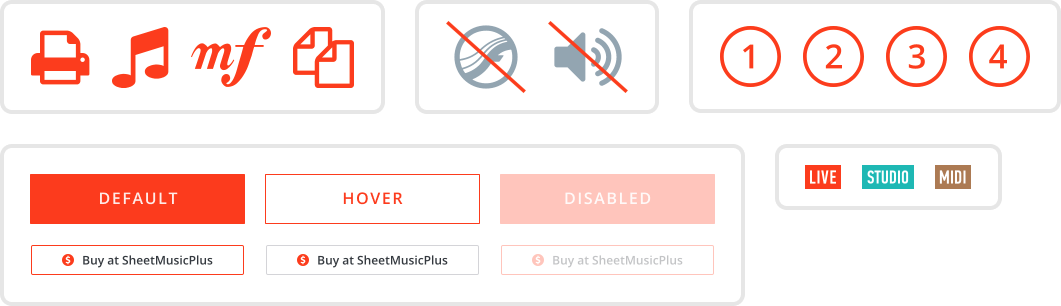 mf
1 2 3 4
DEFAULT HOVER DISABLED
LIVE STUDIO MIDI
Buy at SheetMusicPlus Buy at SheetMusicPlus Buy at SheetMusicPlus